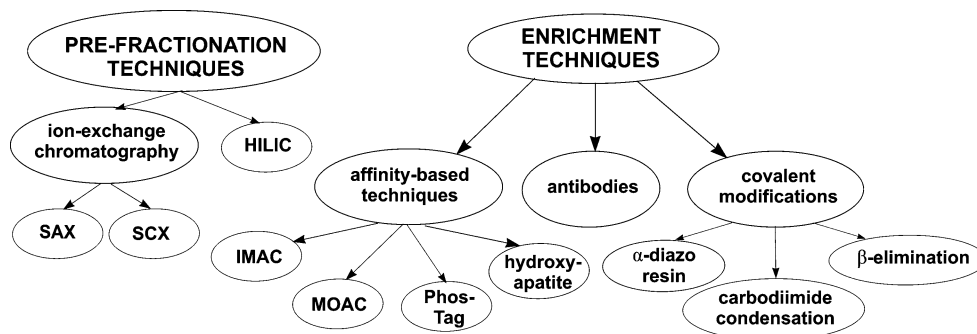 PRE-FRACTIONATION
TECHNIQUES
ion-exchange
chromatography
HILIC
SAX
SCX
ENRICHMENT
TECHNIQUES
affinity-based
techniques
antibodies
covalent
modifications
IMAC
MOAC
Phos-
Tag
hydroxy-
apatite
α-diazo
resin
carbodiimide
condensation
β-elimination